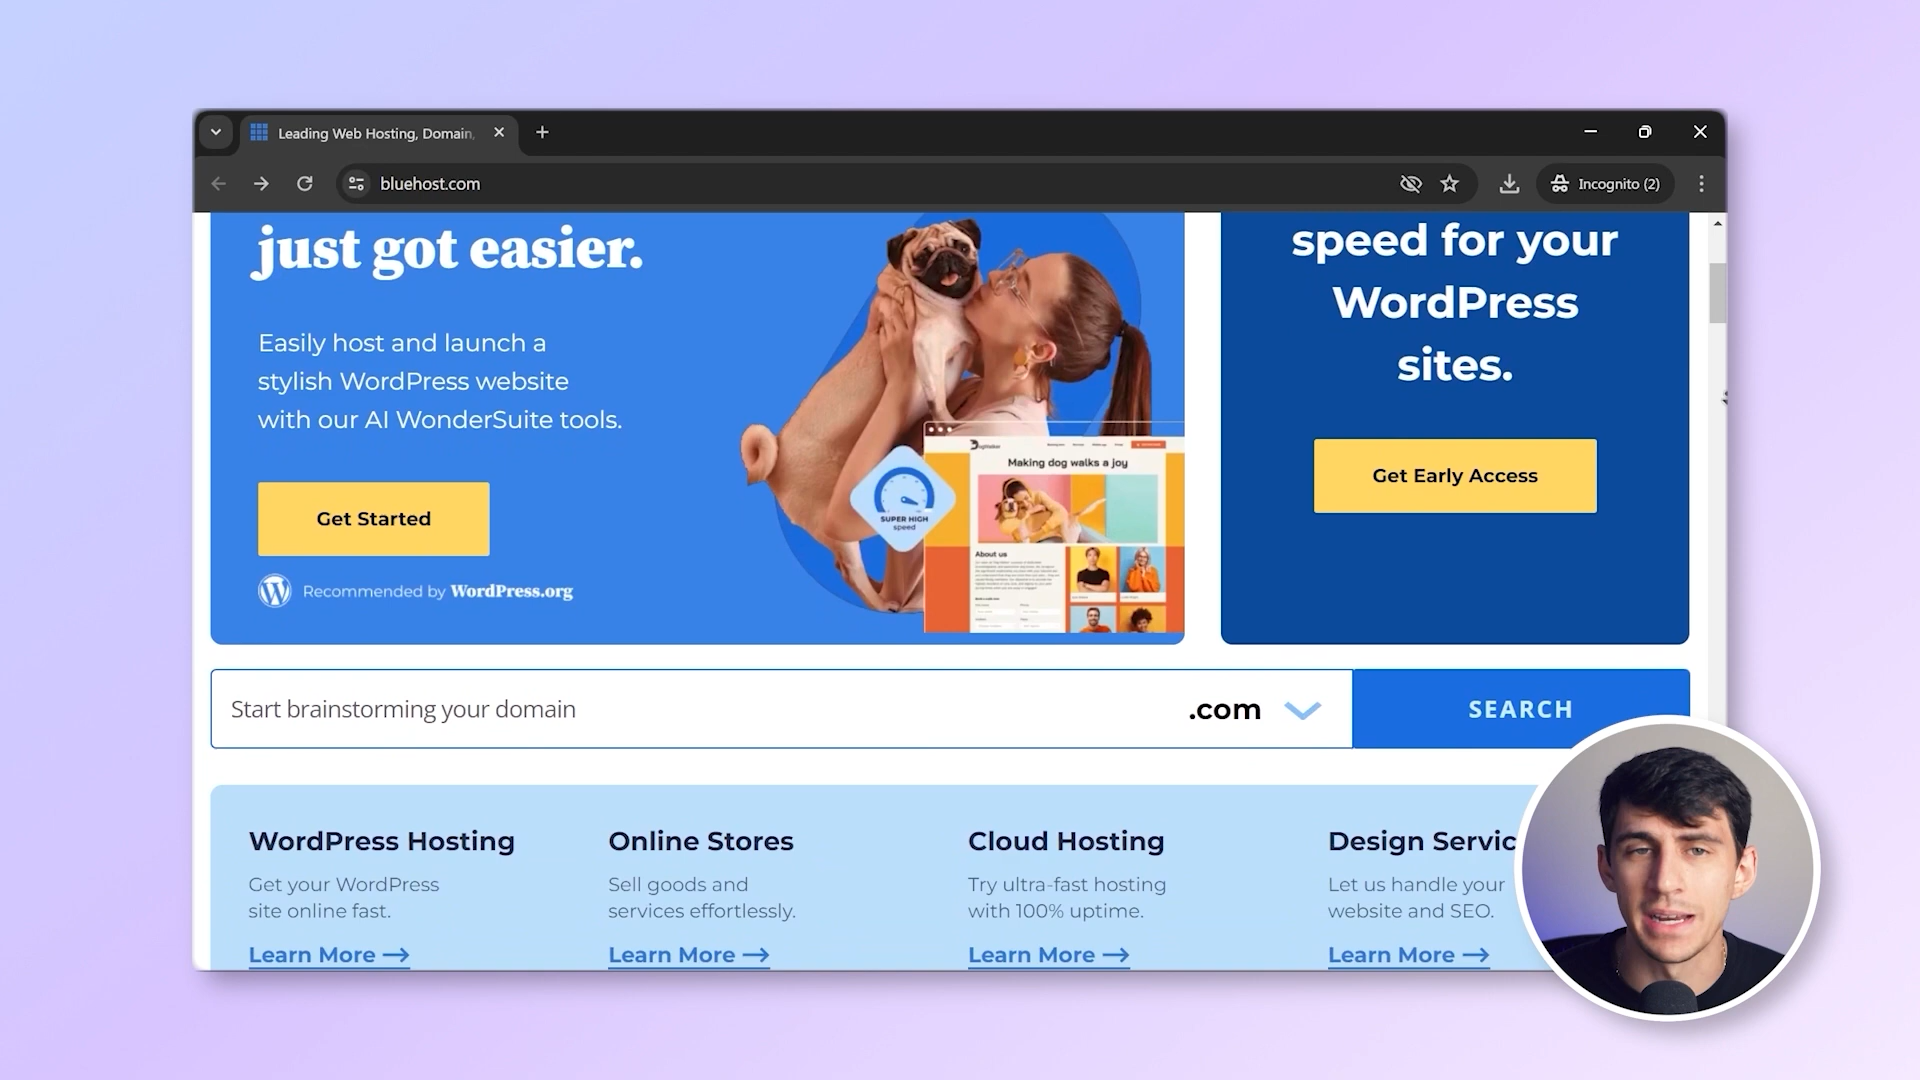 Leading Web Hosting, Domain,
bluehost.com
Incognito (2)
just got easier.
Easily host and launch a
stylish WordPress website
with our AI WonderSuite tools.
Get Started
Recommended by WordPress.org
Making dog walks a joy
SUPER HIGH
speed
About us
speed for your
WordPress
sites.
Get Early Access
Start brainstorming your domain
.com
SEARCH
WordPress Hosting
Get your WordPress
site online fast.
Learn More
Online Stores
Sell goods and
services effortlessly.
Learn More
Cloud Hosting
Try ultra-fast hosting
with 100% uptime.
Learn More
Design Servic
Let us handle your
website and SEO.
Learn More